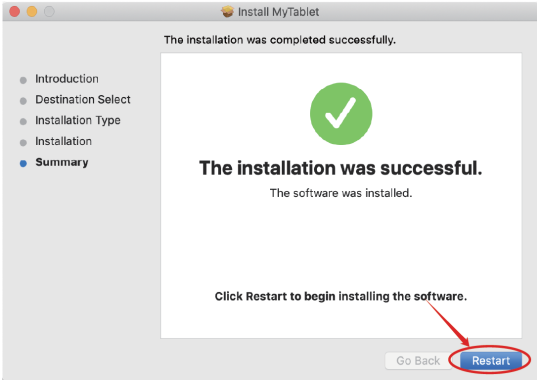 Install MyTablet
The installation was completed successfully.
Introduction
Destination Select
Installation Type
Installation
Summary
The installation was successful.
The software was installed.
Click Restart to begin installing the software.
Go Back
Restart